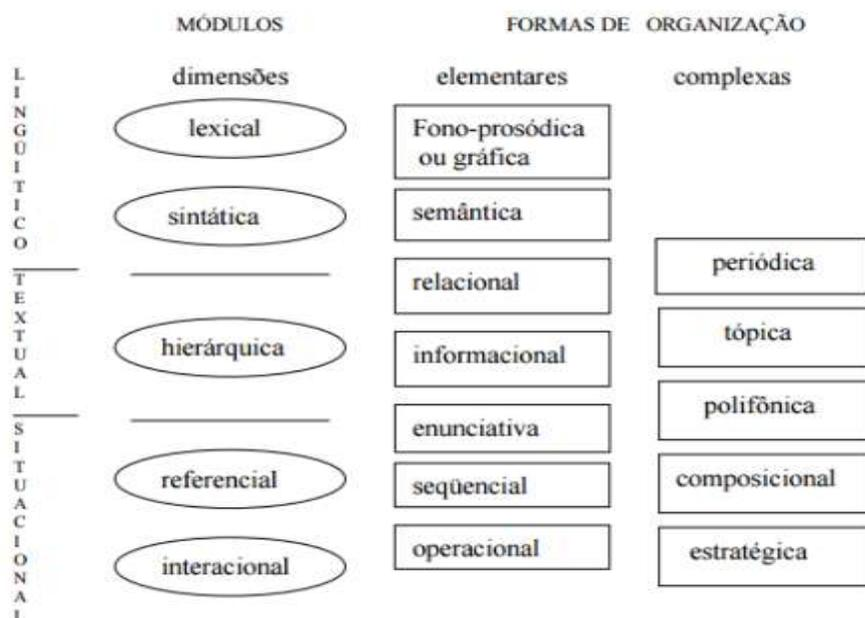 MÓDULOS FORMAS DE ORGANIZAÇÃO
dimensões elementares complexas
LINGÜITICO
lexical
Fono-prosódica
ou gráfica
sintática
semântica
periódica
TEXTUAL
relacional
tópica
hierárquica
informacional
polifônica
SITUACIONAL
enunciativa
referencial
seqüencial
composicional
interacional
operacional
estratégica